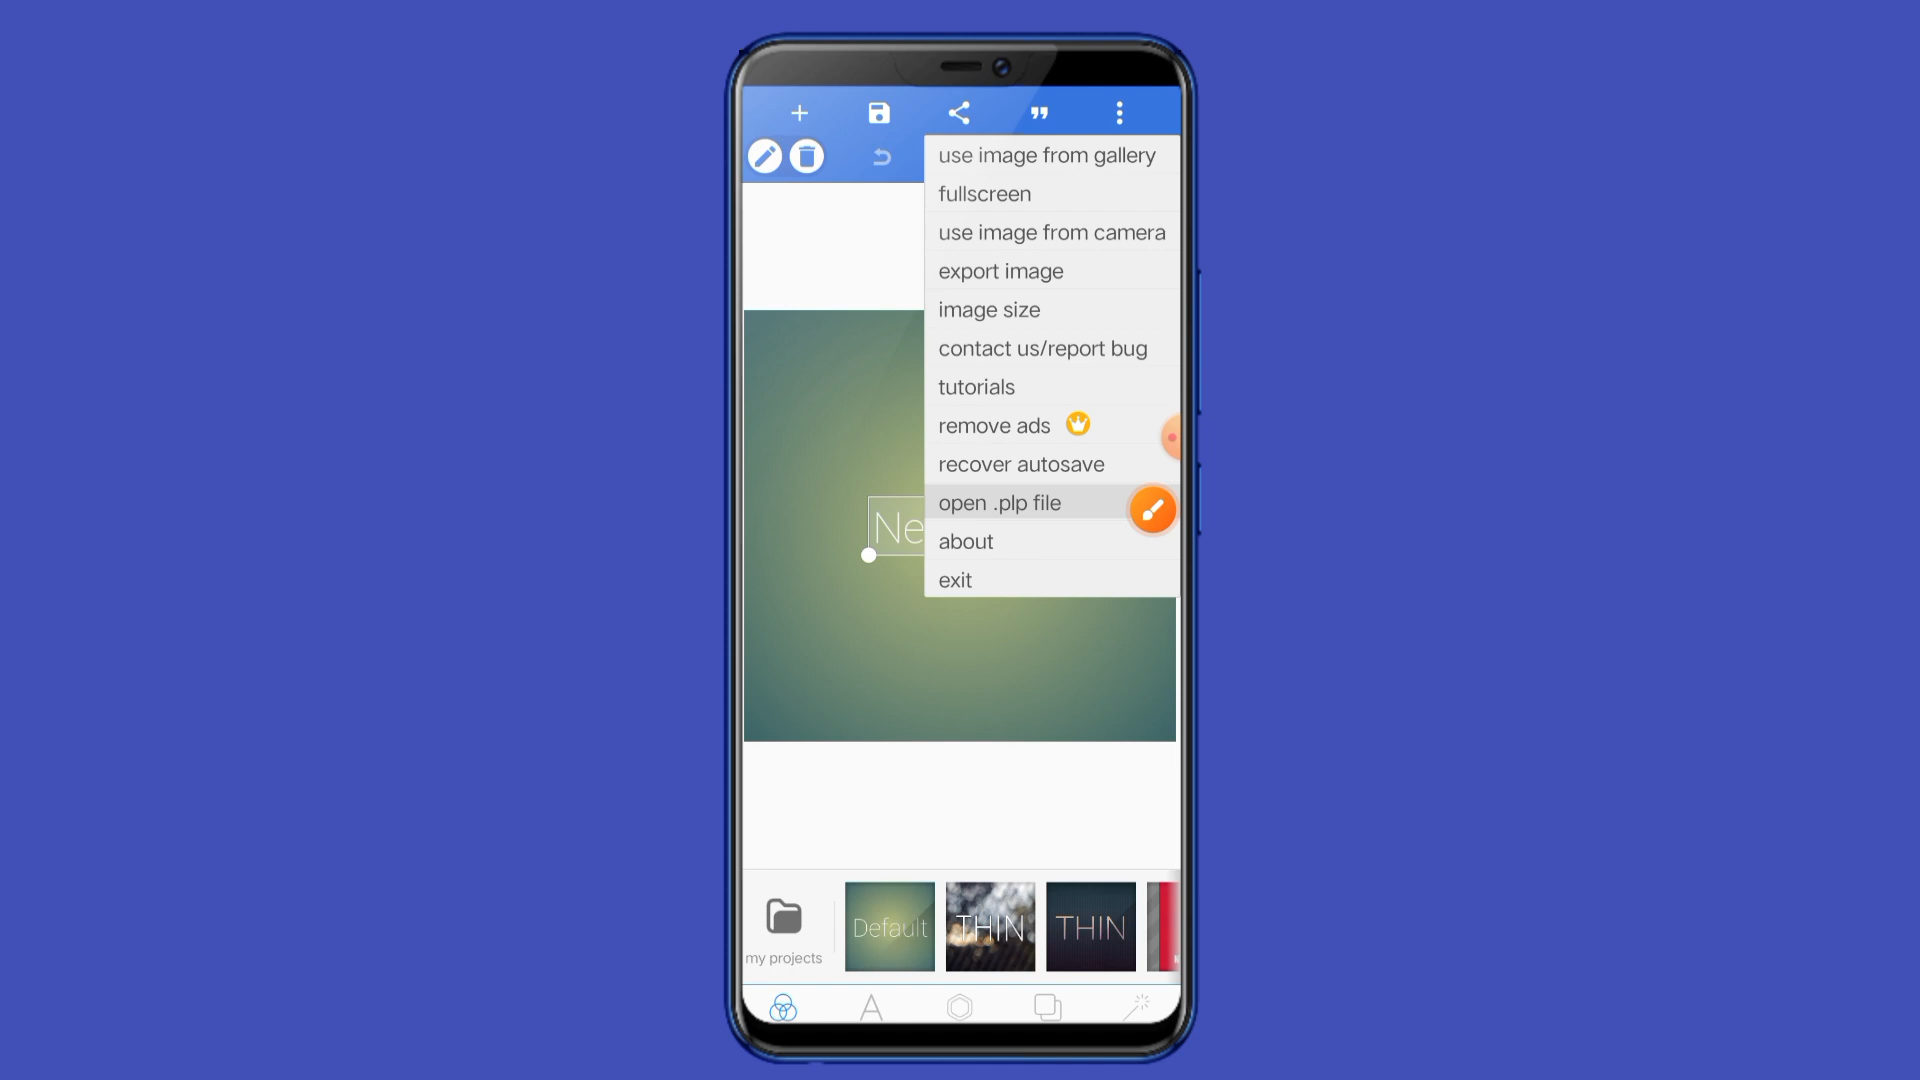 use image from gallery
fullscreen
use image from camera
export image
image size
contact us/report bug
tutorials
remove ads
recover autosave
open .plp file
about
exit
Ne
my projects
Default
THIN
THIN